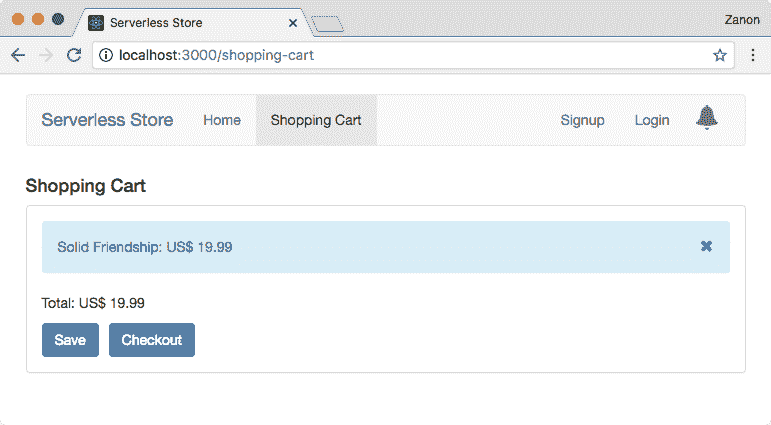 Serverless Store
Zanon
localhost:3000/shopping-cart
Serverless Store Home Shopping Cart Signup Login
Shopping Cart
Solid Friendship: US$ 19.99
Total: US$ 19.99
Save Checkout